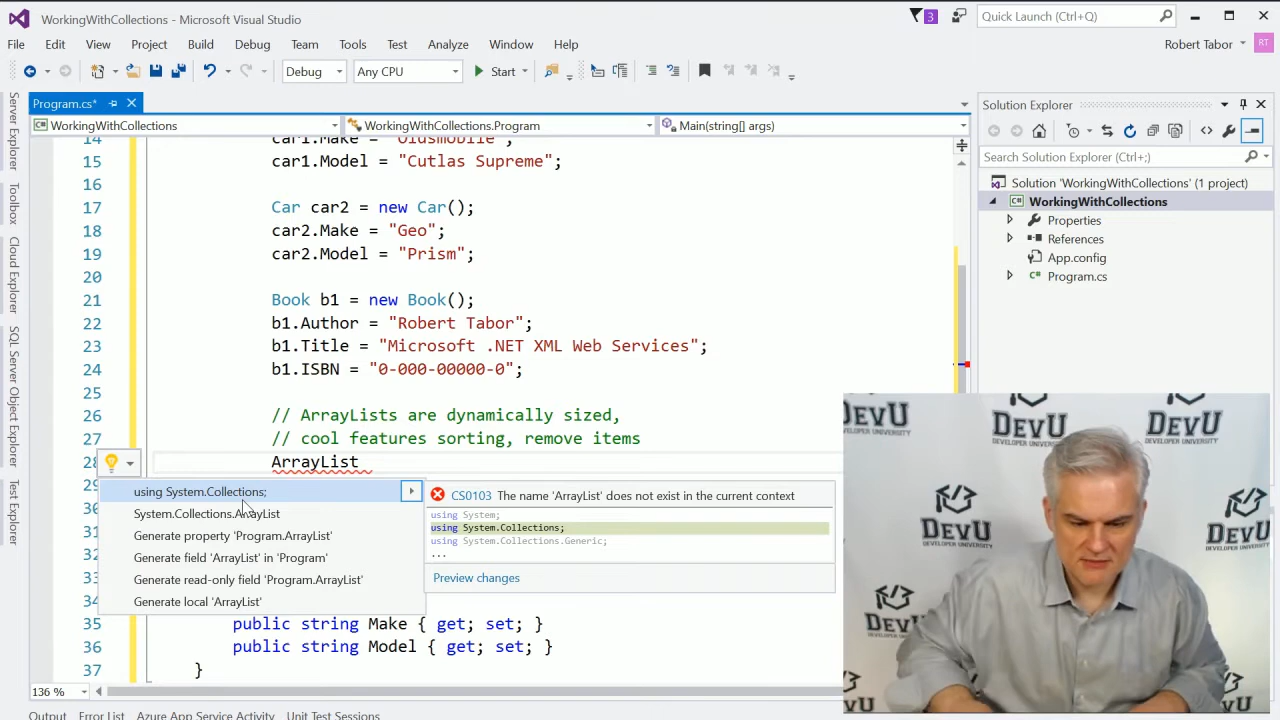 WorkingWithCollections - Microsoft Visual Studio
3
Quick Launch (Ctrl+Q)
File Edit View Project Build Debug Team Tools Test Analyze Window Help
Robert Tabor
RT
Debug
Any CPU
Start
Program.cs*
WorkingWithCollections
WorkingWithCollections.Program
Main(string[] args)
Server Explorer
Toolbox
Cloud Explorer
SQL Server Object Explorer
Test Explorer
14 car1.Make = "Oldsmobile";
15 car1.Model = "Cutlas Supreme";
16
17 Car car2 = new Car();
18 car2.Make = "Geo";
19 car2.Model = "Prism";
20
21 Book b1 = new Book();
22 b1.Author = "Robert Tabor";
23 b1.Title = "Microsoft .NET XML Web Services";
24 b1.ISBN = "0-000-00000-0";
25
26 // ArrayLists are dynamically sized,
27 // cool features sorting, remove items
28 ArrayList
29
using System.Collections;
System.Collections.ArrayList
Generate property 'Program.ArrayList'
Generate field 'ArrayList' in 'Program'
Generate read-only field 'Program.ArrayList'
Generate local 'ArrayList'
CS0103 The name 'ArrayList' does not exist in the current context
using System;
using System.Collections;
using System.Collections.Generic;
...
Preview changes
35 public string Make { get; set; }
36 public string Model { get; set; }
37 }
136 %
Output Error List Azure App Service Activity Unit Test Sessions
Solution Explorer
Search Solution Explorer (Ctrl+;)
Solution 'WorkingWithCollections' (1 project)
WorkingWithCollections
Properties
References
App.config
Program.cs
DevU
DevU
DevU
DEVELOPER UNIVERSITY
DevU
DEVELOPER UNIVERSITY
DevU
DEVELOPER UNIVERSITY